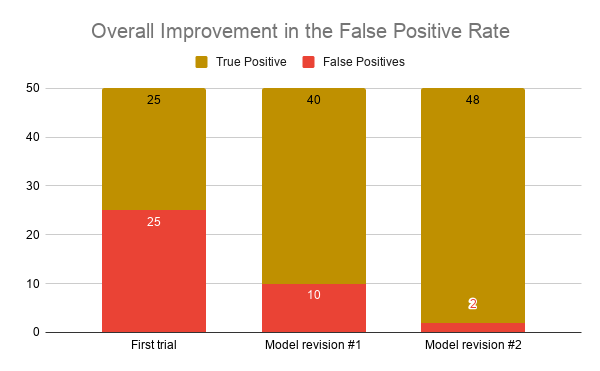 Overall Improvement in the False Positive Rate
True Positive False Positives
50
40
30
20
10
0
25 40 48
25
10
2
First trial Model revision #1 Model revision #2